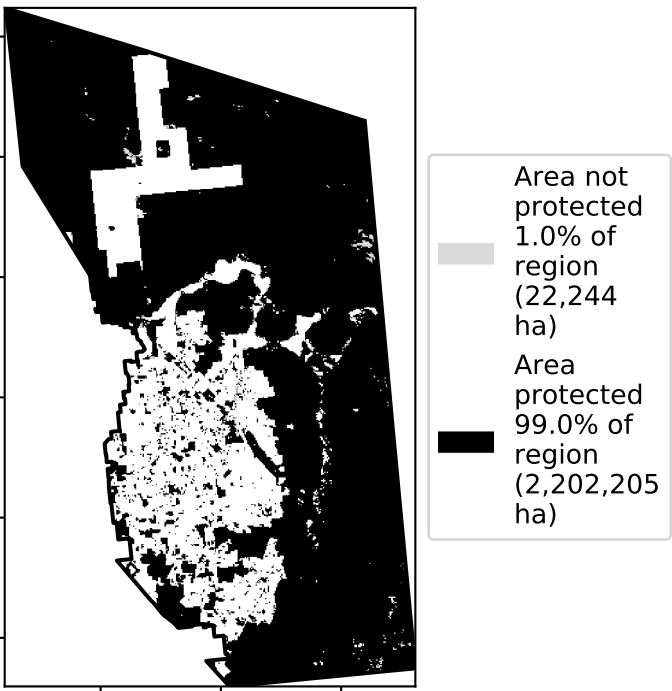 Area not
protected
1.0% of
region
(22,244
ha)
Area
protected
99.0% of
region
(2,202,205
ha)